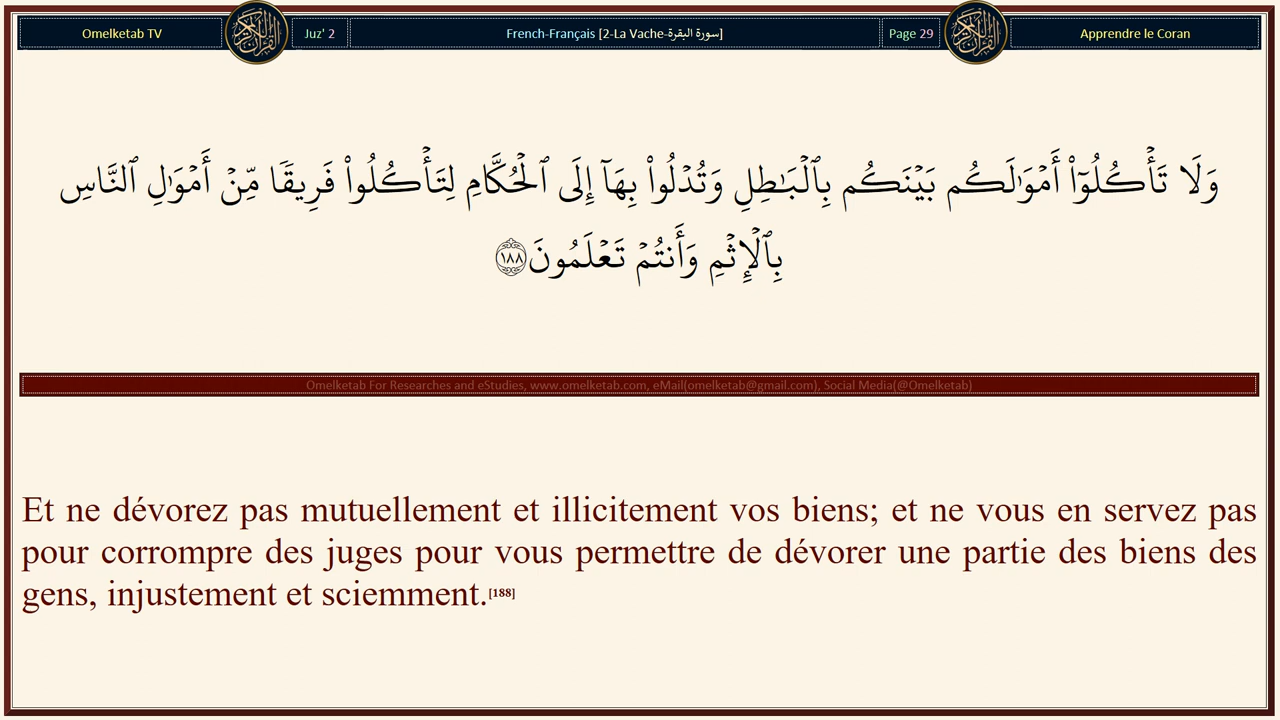 Omelketab TV
Juz' 2
French-Français [2-La Vache-سورة البقرة]
Page 29
Apprendre le Coran
وَلَا تَأۡكُلُوٓاْ أَمۡوَٰلَكُم بَيۡنَكُم بِٱلۡبَٰطِلِ وَتُدۡلُواْ بِهَآ إِلَى ٱلۡحُكَّامِ لِتَأۡكُلُواْ فَرِيقٗا مِّنۡ أَمۡوَٰلِ ٱلنَّاسِ
بِٱلۡإِثۡمِ وَأَنتُمۡ تَعۡلَمُونَ ١٨٨
Omelketab For Researches and eStudies, www.omelketab.com, eMail(omelketab@gmail.com), Social Media(@Omelketab)
Et ne dévorez pas mutuellement et illicitement vos biens; et ne vous en servez pas
pour corrompre des juges pour vous permettre de dévorer une partie des biens des
gens, injustement et sciemment.[188]